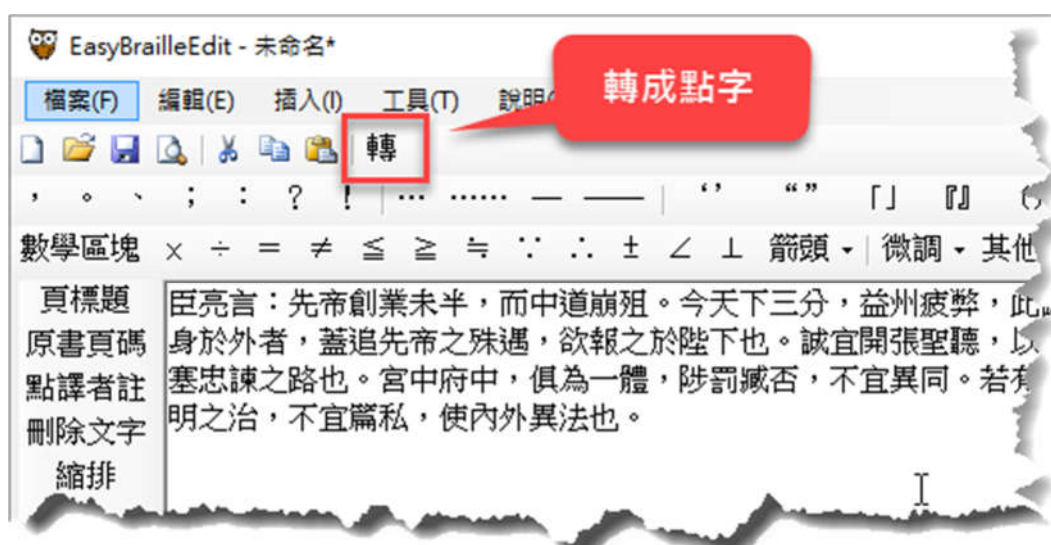 EasyBrailleEdit - 未命名*
轉成點字
檔案(F) 編輯(E) 插入(I) 工具(T) 說明(
轉
， 。 、 ； ： ？ ！ … …… — —— ‘’ “” 「」 『』
數學區塊 × ÷ = ≠ ≦ ≧ ≒ ∵ ∴ ± ∠ ⊥ 箭頭 微調 其他
頁標題
原書頁碼
點譯者註
刪除文字
縮排
臣亮言：先帝創業未半，而中道崩殂。今天下三分，益州疲弊，此
身於外者，蓋追先帝之殊遇，欲報之於陛下也。誠宜開張聖聽，以
塞忠諫之路也。宮中府中，俱為一體，陟罰臧否，不宜異同。若有
明之治，不宜篇私，使內外異法也。